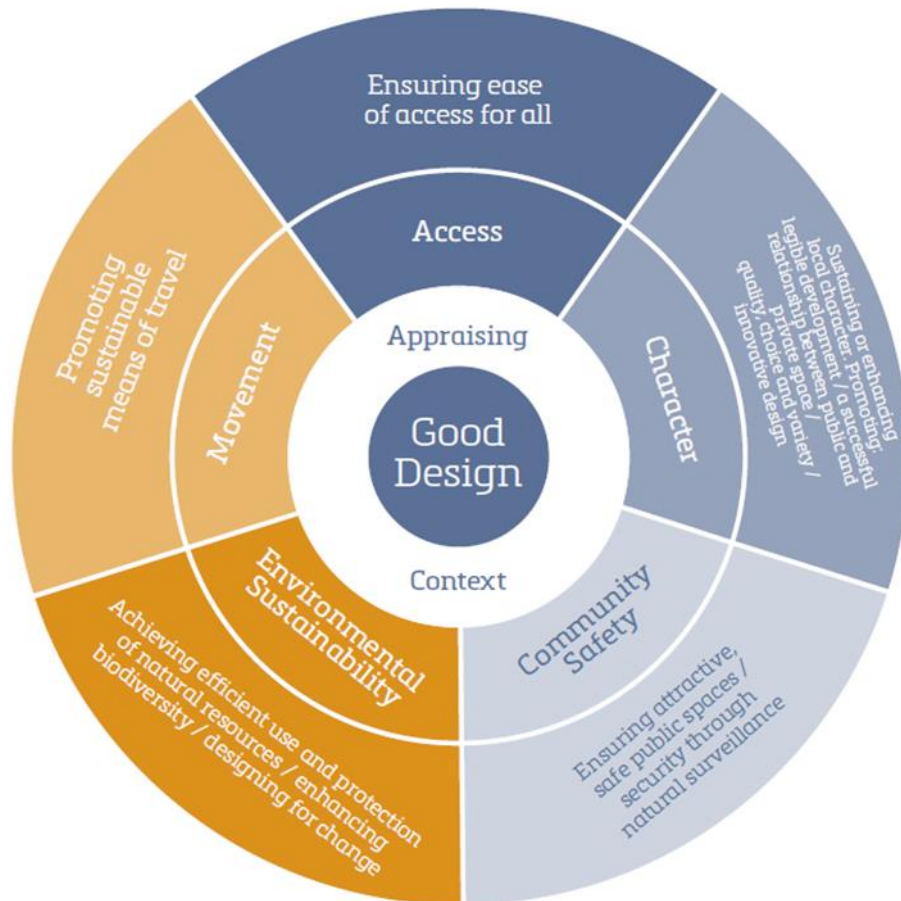 Ensuring ease
of access for all
Access
Sustaining or enhancing
local character. Promoting:
legible development / a successful
relationship between public and
private space /
quality, choice and variety /
innovative design
Character
Ensuring attractive,
safe public spaces /
security through
natural surveillance
Community
Safety
Achieving efficient use and protection
of natural resources / enhancing
biodiversity / designing for change
Environmental
Sustainability
Promoting
sustainable
means of travel
Movement
Appraising
Good
Design
Context